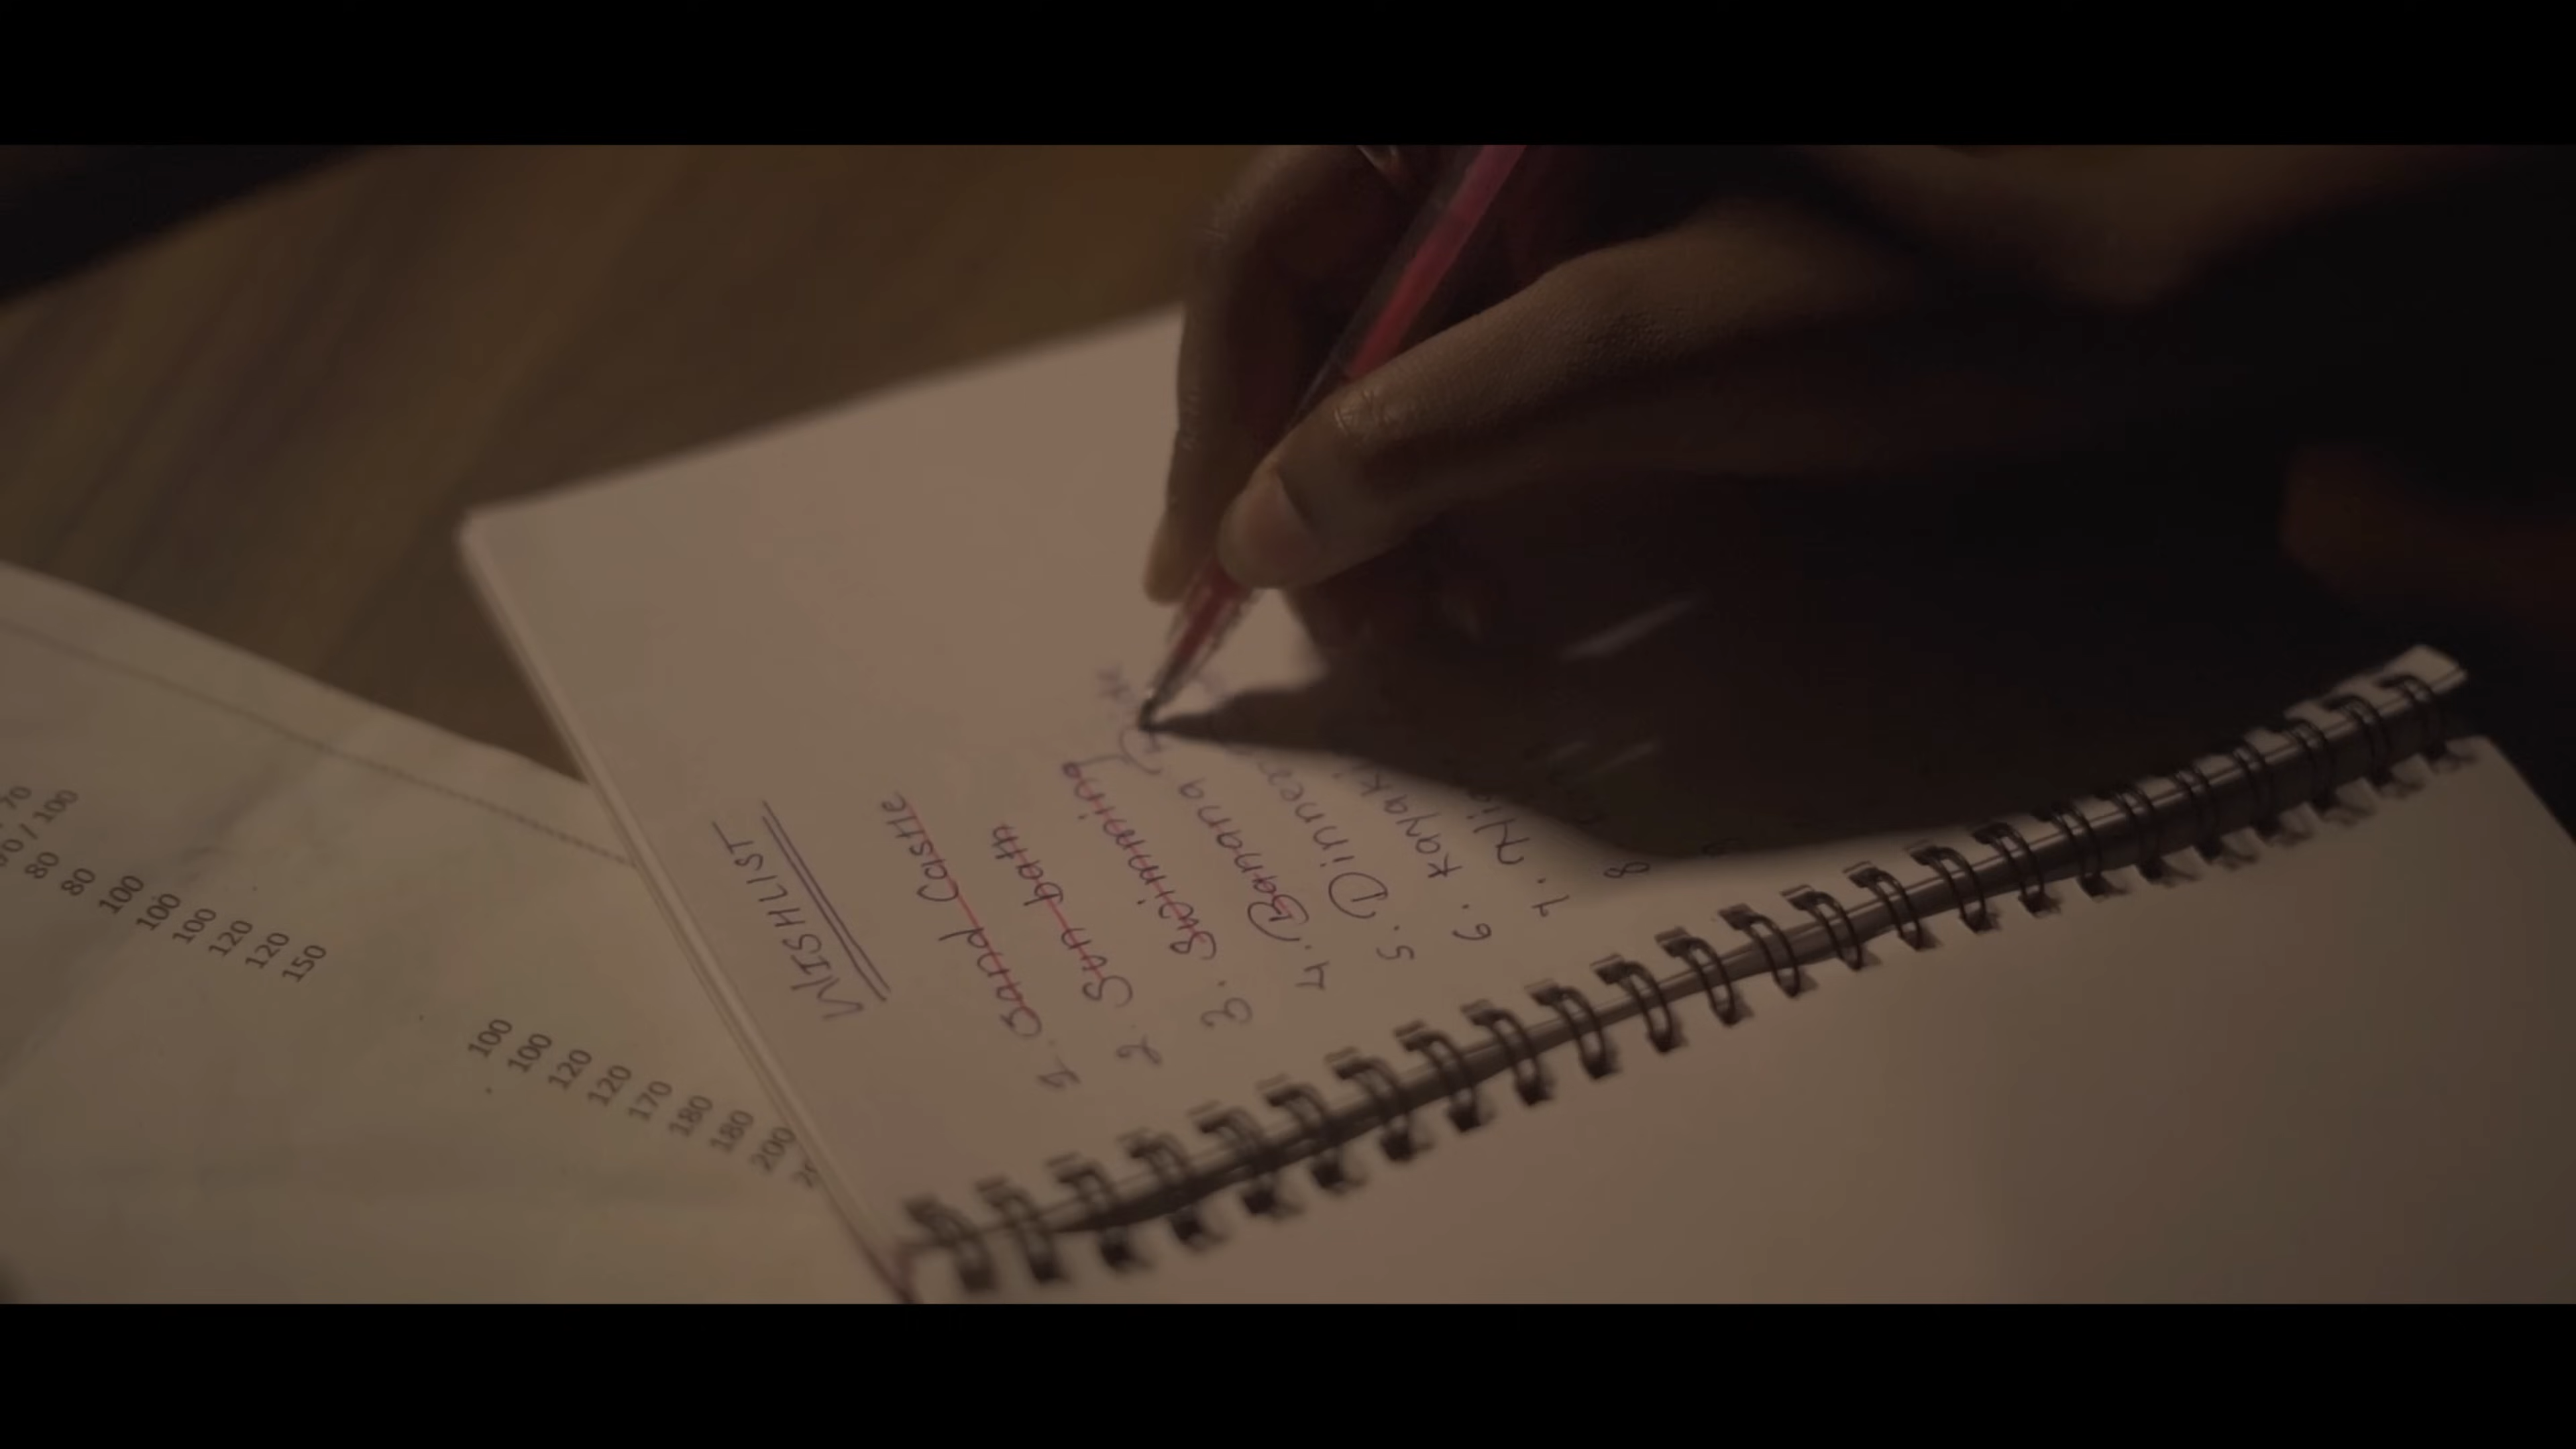 WISHLIST
1. Sand Castle
2. Sun bath
3. Swimming
4. Banana
5. Dinner
6. Kayak
7.
8
70
90 / 100
80
80
100
100
100
120
120
150
100
100
120
120
170
180
180
200